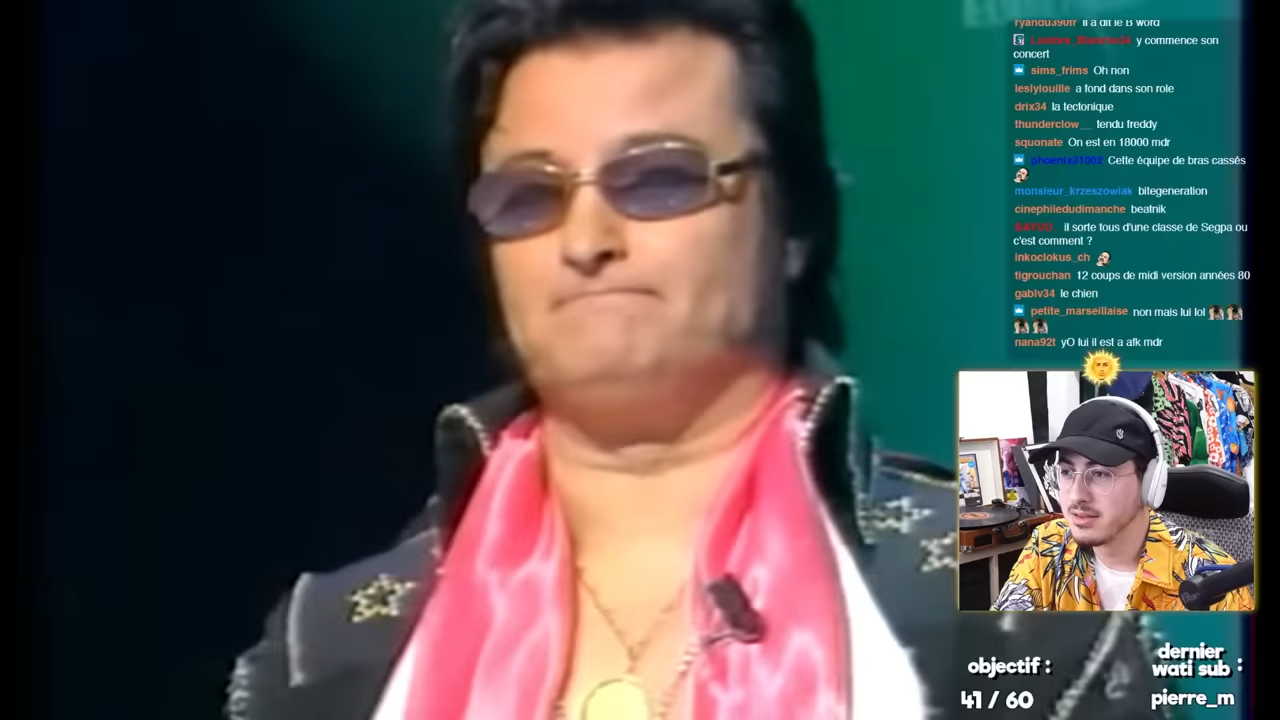 ryandu390fr il a dit le B word
Lombre_Blanche34 y commence son
concert
sims_frims Oh non
leslylouille a fond dans son role
drix34 la tectonique
thunderclow__ tendu freddy
squonate On est en 18000 mdr
phoenix31002 Cette équipe de bras cassés
monsieur_krzeszowiak bitegeneration
cinephiledudimanche beatnik
il sorte tous d'une classe de Segpa ou
c'est comment ?
inkoclokus_ch
tigrouchan 12 coups de midi version années 80
gablv34 le chien
petite_marseillaise non mais lui lol
nana92t yO lui il est a afk mdr
objectif :
41 / 60
dernier
wati sub :
pierre_m